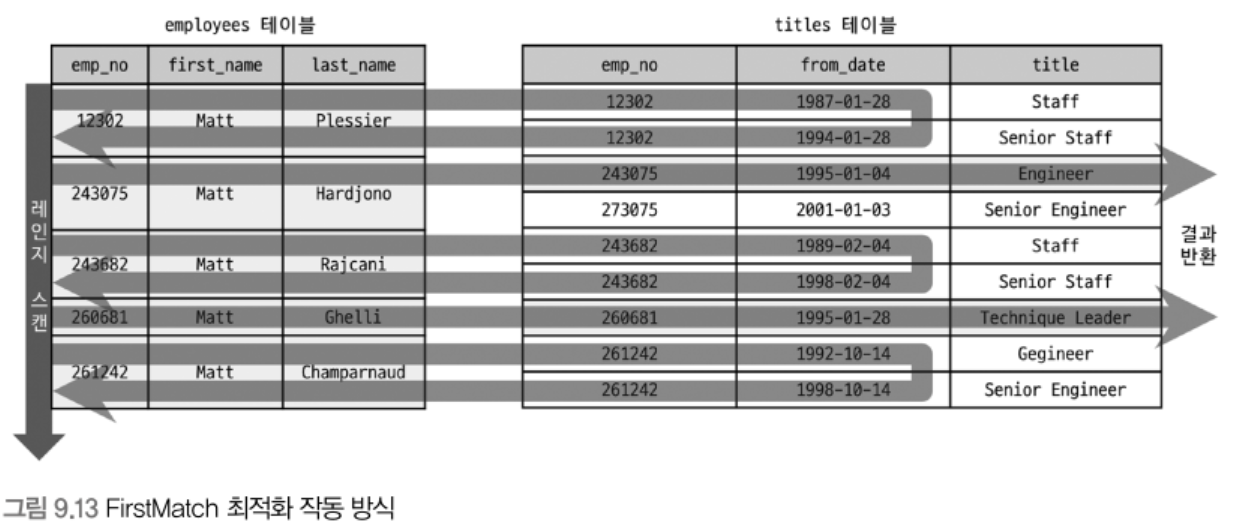 employees 테이블
titles 테이블
emp_no first_name last_name
emp_no from_date title
12302 Matt Plessier
12302 1987-01-28 Staff
12302 1994-01-28 Senior Staff
243075 Matt Hardjono
243075 1995-01-04 Engineer
273075 2001-01-03 Senior Engineer
243682 Matt Rajcani
243682 1989-02-04 Staff
243682 1998-02-04 Senior Staff
260681 Matt Ghelli
260681 1995-01-28 Technique Leader
261242 Matt Champarnaud
261242 1992-10-14 Gegineer
261242 1998-10-14 Senior Engineer
레인지 스캔
결과
반환
그림 9.13 FirstMatch 최적화 작동 방식